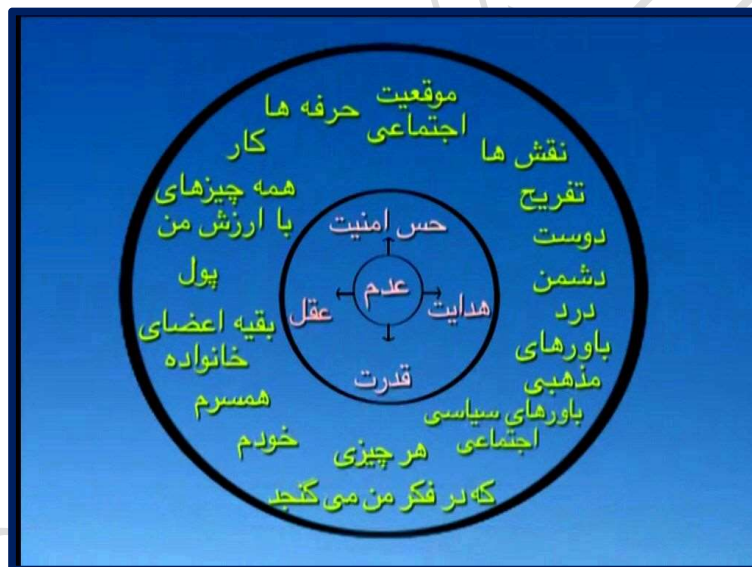 موقعیت
اجتماعی
حرفه ها
کار
همه چیزهای
با ارزش من
پول
بقیه اعضای
خانواده
همسرم
خودم
هر چیزی
که در فکر من می گنجد
نقش ها
تفریح
دوست
دشمن
درد
باورهای
مذهبی
باورهای سیاسی
اجتماعی
حس امنیت
هدایت
عدم
عقل
قدرت